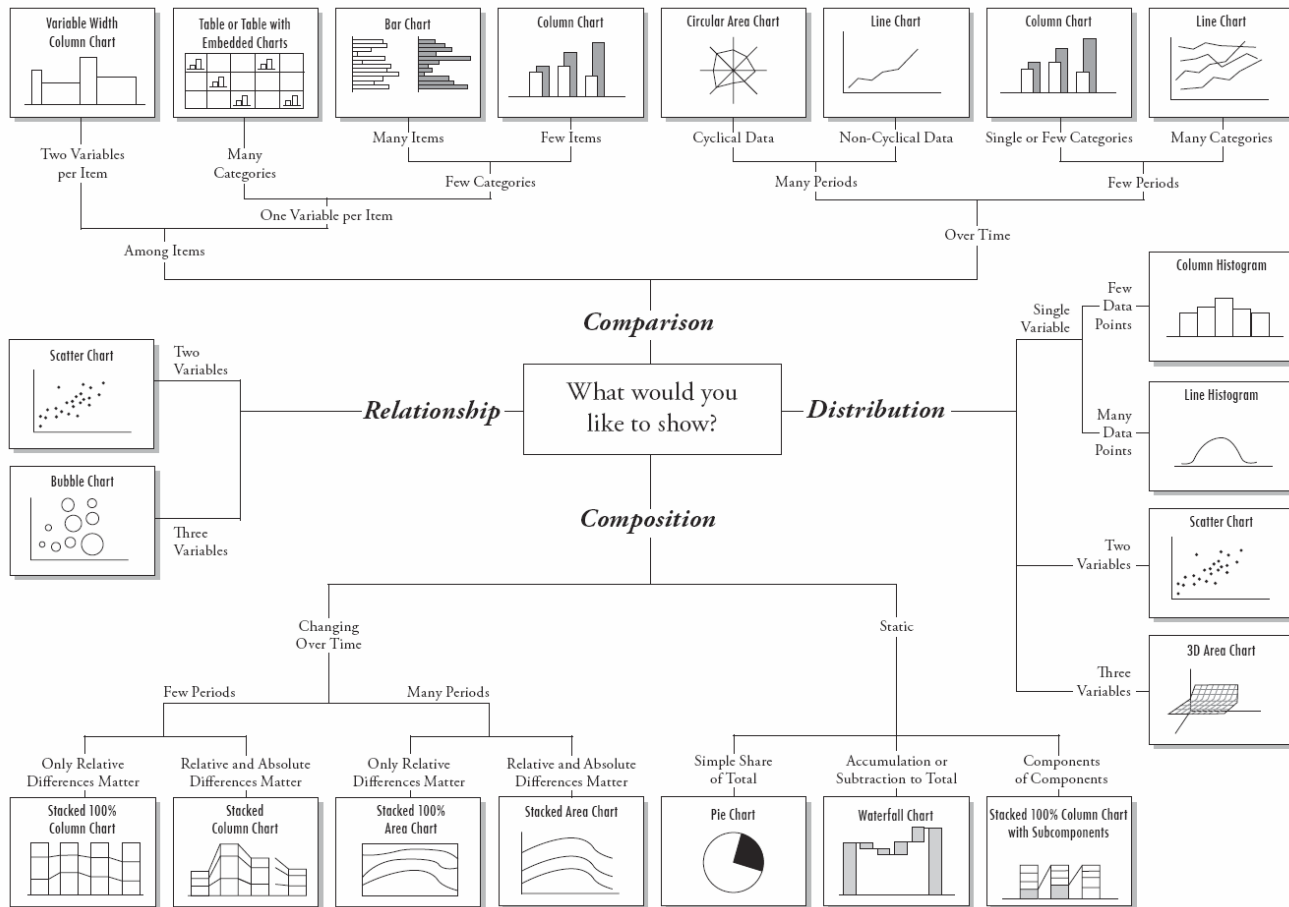 Variable Width
Column Chart
Table or Table with
Embedded Charts
Bar Chart
Column Chart
Circular Area Chart
Line Chart
Column Chart
Line Chart
Two Variables
per Item
Many
Categories
Many Items
Few Items
Cyclical Data
Non-Cyclical Data
Single or Few Categories
Many Categories
Few Categories
Many Periods
Few Periods
One Variable per Item
Among Items
Over Time
Comparison
What would you
like to show?
Relationship
Two
Variables
Scatter Chart
Three
Variables
Bubble Chart
Distribution
Single
Variable
Few
Data
Points
Column Histogram
Many
Data
Points
Line Histogram
Two
Variables
Scatter Chart
Three
Variables
3D Area Chart
Composition
Changing
Over Time
Static
Few Periods
Many Periods
Only Relative
Differences Matter
Relative and Absolute
Differences Matter
Only Relative
Differences Matter
Relative and Absolute
Differences Matter
Simple Share
of Total
Accumulation or
Subtraction to Total
Components
of Components
Stacked 100%
Column Chart
Stacked
Column Chart
Stacked 100%
Area Chart
Stacked Area Chart
Pie Chart
Waterfall Chart
Stacked 100% Column Chart
with Subcomponents